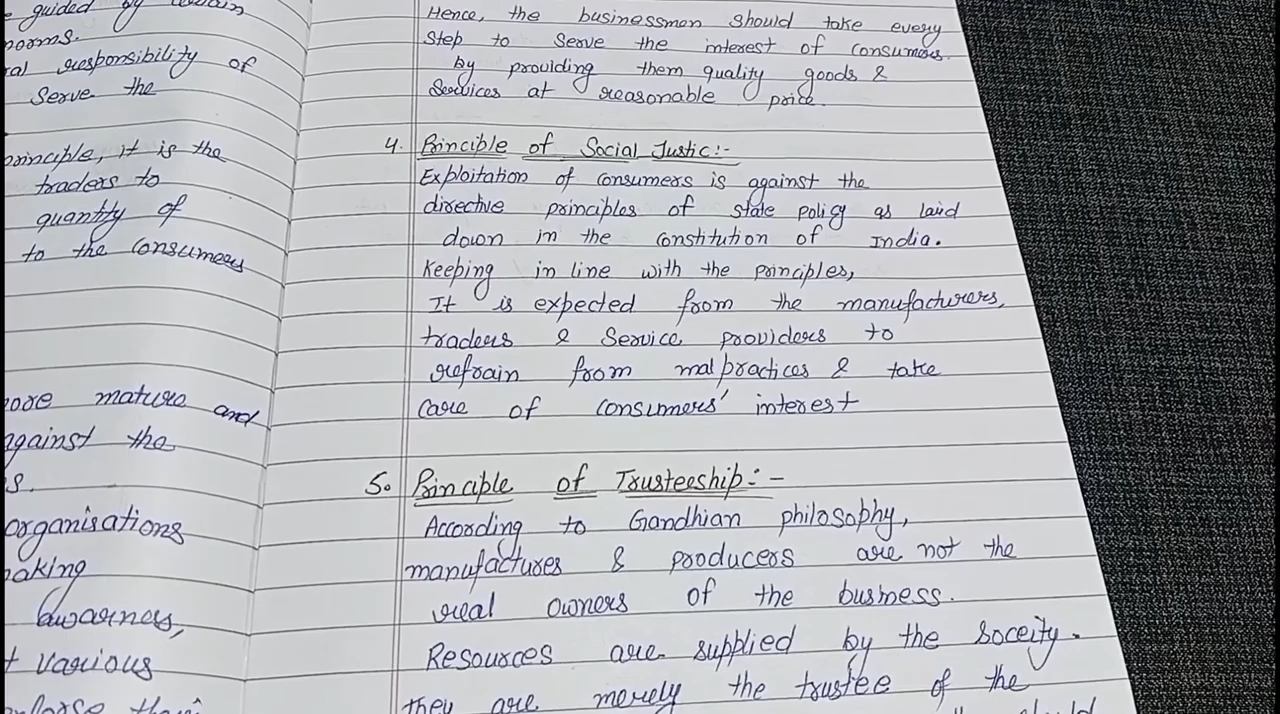 guided by
norms.
responsibility of
Serve the
principle, it is the
traders to
quantity of
to the consumers
mature and
against the
s.
organisations
making
awarness,
various
Hence, the businessmen should take every
Step to serve the interest of consumers.
by providing them quality goods &
Services at reasonable price.
4. Principle of Social Justic:-
Exploitation of consumers is against the
directive principles of state policy as laid
down in the constitution of India.
Keeping in line with the principles,
It is expected from the manufacturers,
traders & Service providers to
refrain from malpractices & take
care of consumers' interest
5. Principle of Trusteeship:-
According to Gandhian philosophy,
manufactures & producers are not the
real owners of the business.
Resources are supplied by the soceity.
they are merely the trustee of the